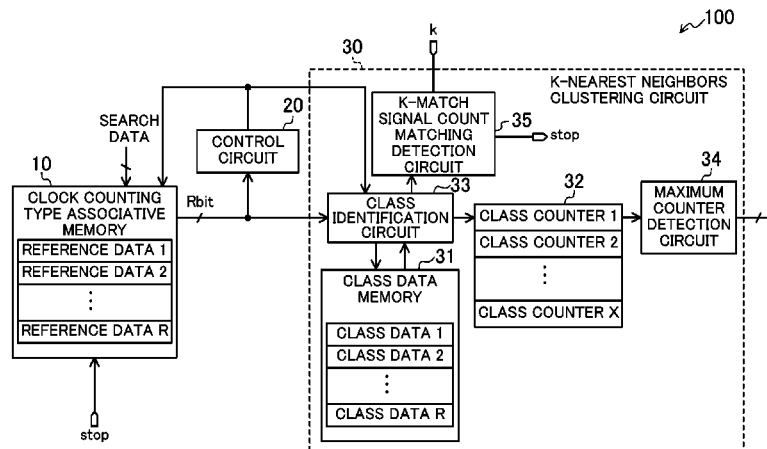 100
k
30
K-NEAREST NEIGHBORS
CLUSTERING CIRCUIT
K-MATCH
SIGNAL COUNT
MATCHING
DETECTION
CIRCUIT
35
stop
SEARCH
DATA
20
CONTROL
CIRCUIT
10
CLOCK COUNTING
TYPE ASSOCIATIVE
MEMORY
REFERENCE DATA 1
REFERENCE DATA 2
⋮
REFERENCE DATA R
stop
Rbit
33
CLASS
IDENTIFICATION
CIRCUIT
31
CLASS DATA
MEMORY
CLASS DATA 1
CLASS DATA 2
⋮
CLASS DATA R
32
CLASS COUNTER 1
CLASS COUNTER 2
⋮
CLASS COUNTER X
34
MAXIMUM
COUNTER
DETECTION
CIRCUIT